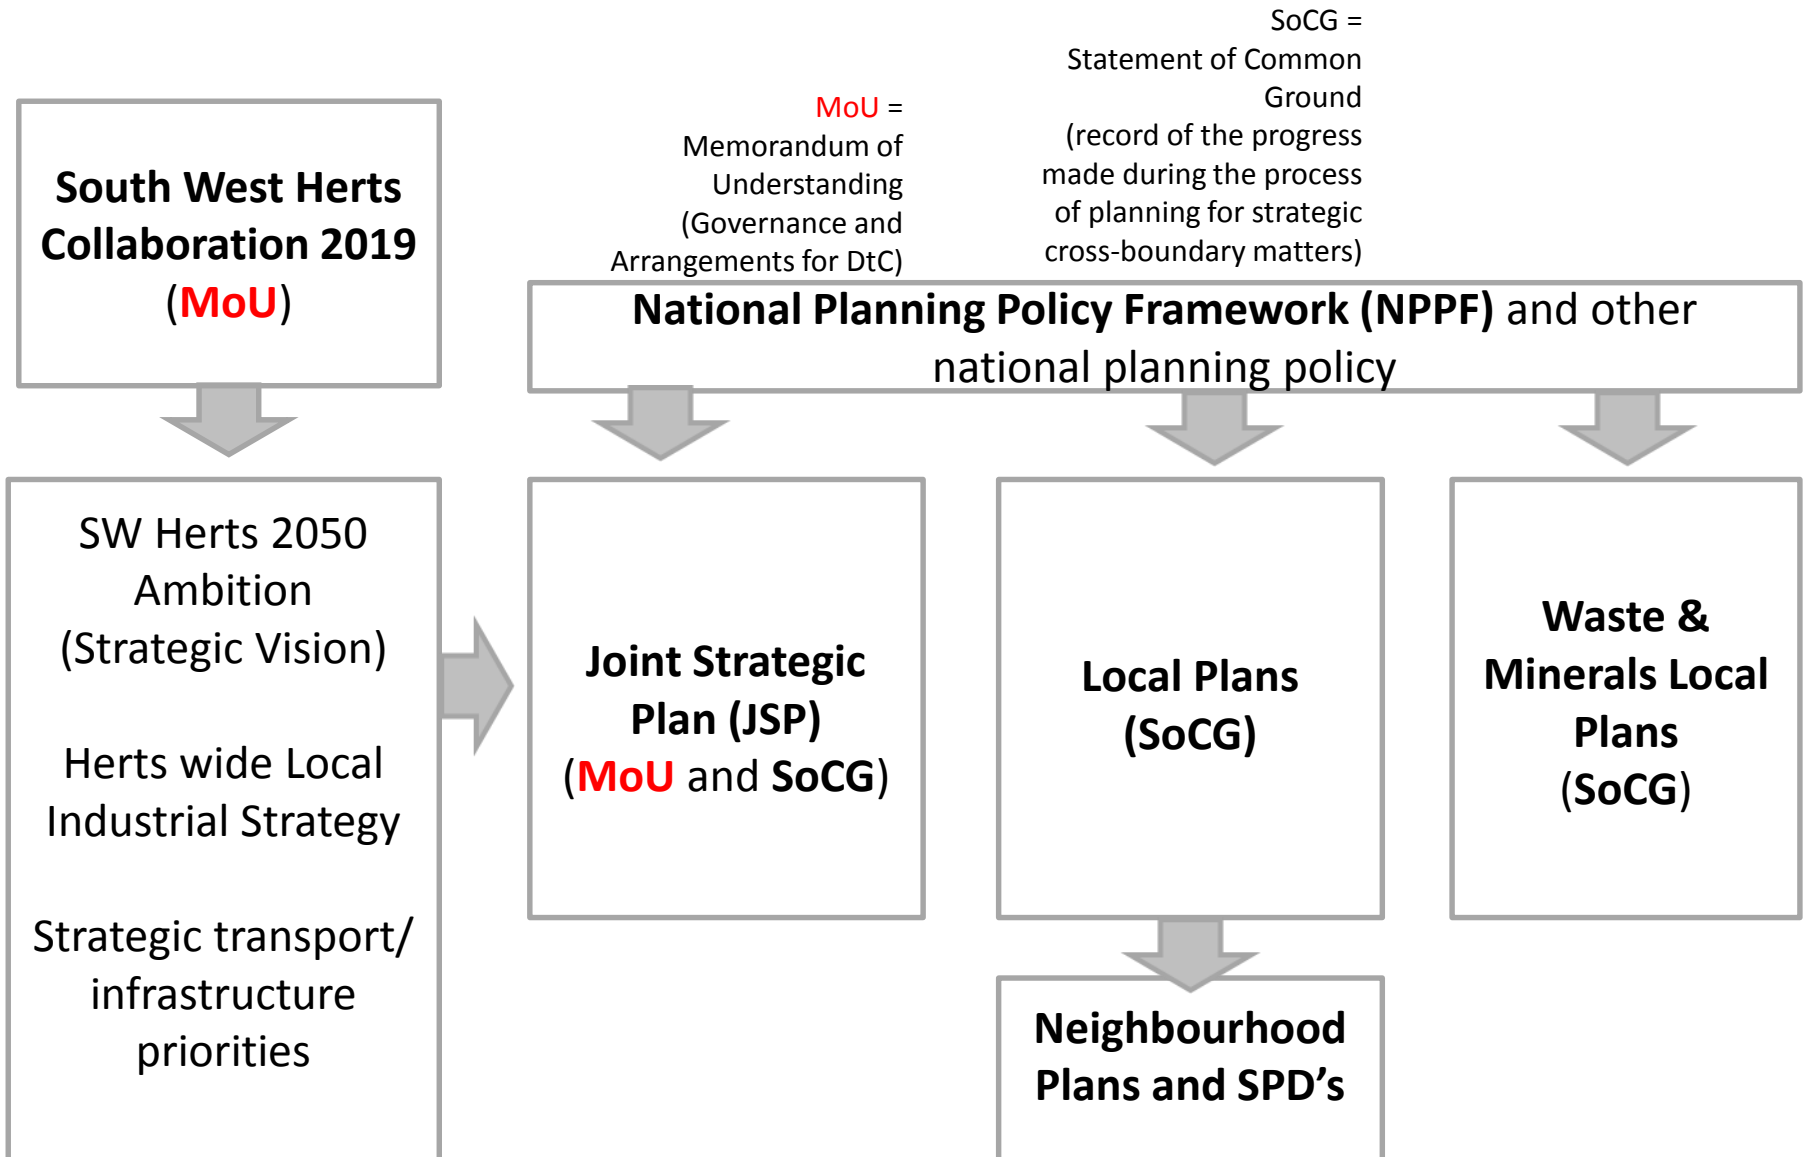 SoCG =
Statement of Common
Ground
(record of the progress
made during the process
of planning for strategic
cross-boundary matters)
MoU =
Memorandum of
Understanding
(Governance and
Arrangements for DtC)
South West Herts
Collaboration 2019
(MoU)
National Planning Policy Framework (NPPF) and other
national planning policy
SW Herts 2050
Ambition
(Strategic Vision)
Herts wide Local
Industrial Strategy
Strategic transport/
infrastructure
priorities
Joint Strategic
Plan (JSP)
(MoU and SoCG)
Local Plans
(SoCG)
Waste &
Minerals Local
Plans
(SoCG)
Neighbourhood
Plans and SPD’s